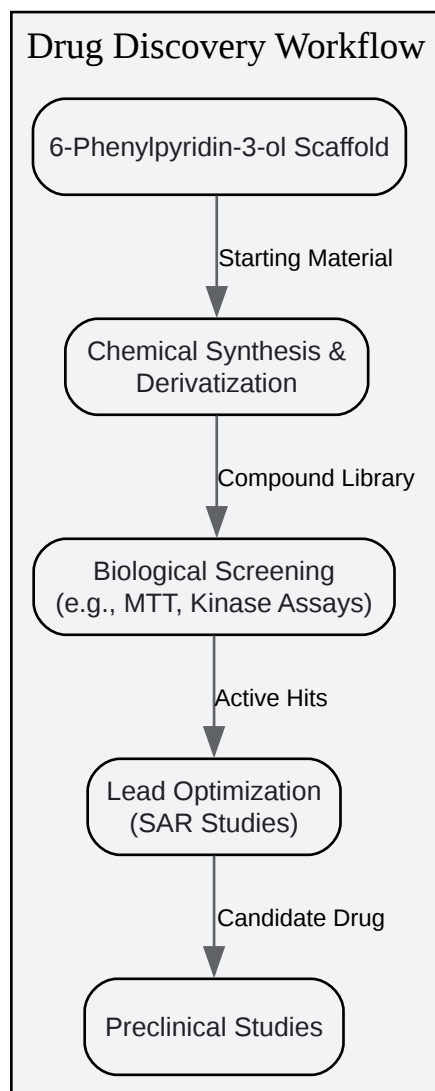 Drug Discovery Workflow
6-Phenylpyridin-3-ol Scaffold
Starting Material
Chemical Synthesis &
Derivatization
Compound Library
Biological Screening
(e.g., MTT, Kinase Assays)
Active Hits
Lead Optimization
(SAR Studies)
Candidate Drug
Preclinical Studies